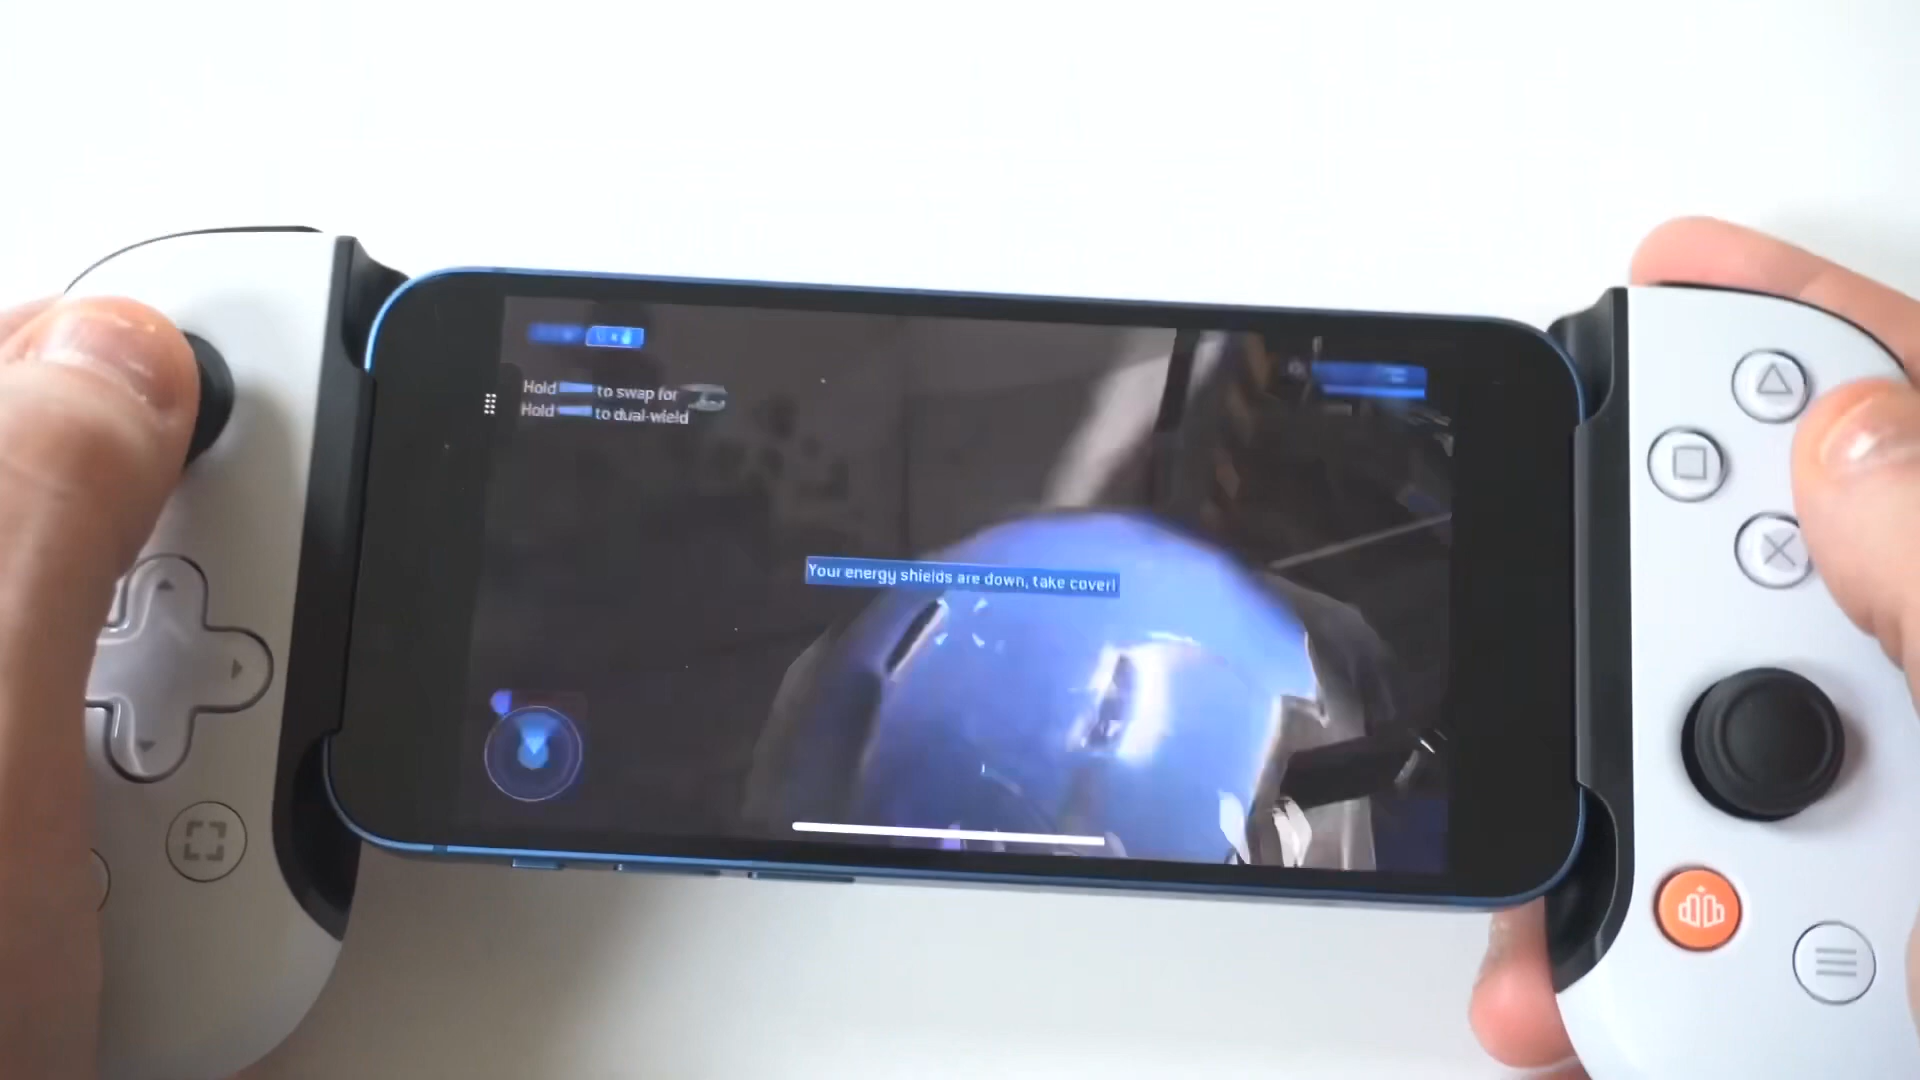 Hold to swap for
Hold to dual-wield
Your energy shields are down, take cover!